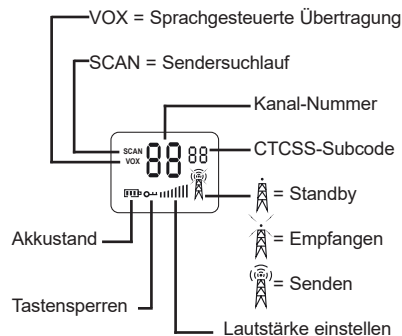 VOX = Sprachgesteuerte Übertragung
SCAN = Sendersuchlauf
Kanal-Nummer
SCAN
VOX
88
88
CTCSS-Subcode
= Standby
= Empfangen
= Senden
Akkustand
Tastensperren
Lautstärke einstellen